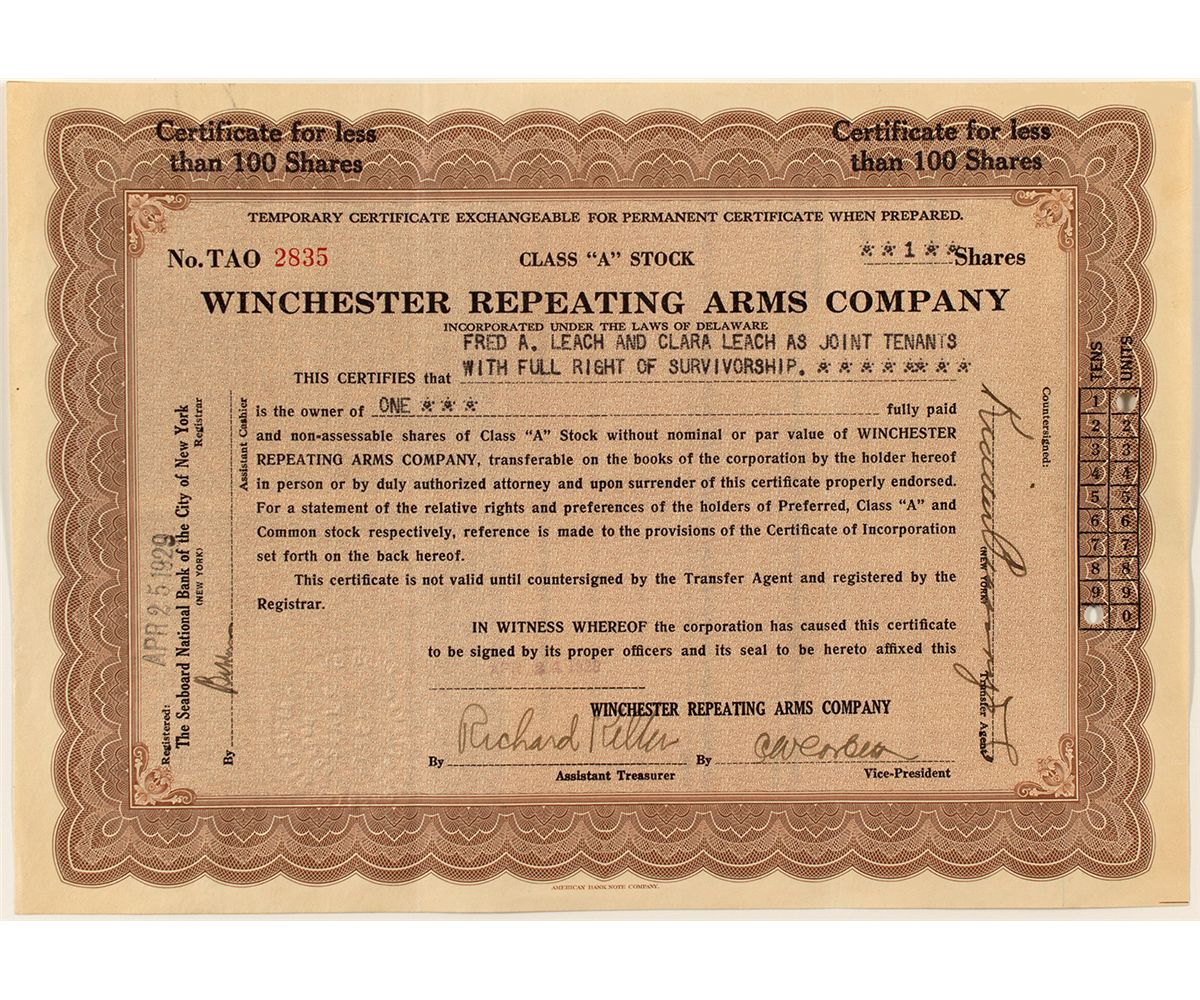 Certificate for less
than 100 Shares
Certificate for less
than 100 Shares
TEMPORARY CERTIFICATE EXCHANGEABLE FOR PERMANENT CERTIFICATE WHEN PREPARED.
No. TAO 2835
CLASS “A” STOCK
**1** Shares
WINCHESTER REPEATING ARMS COMPANY
INCORPORATED UNDER THE LAWS OF DELAWARE
FRED A. LEACH AND CLARA LEACH AS JOINT TENANTS
THIS CERTIFIES that WITH FULL RIGHT OF SURVIVORSHIP. ********
is the owner of ONE *** fully paid
and non-assessable shares of Class “A” Stock without nominal or par value of WINCHESTER
REPEATING ARMS COMPANY, transferable on the books of the corporation by the holder hereof
in person or by duly authorized attorney and upon surrender of this certificate properly endorsed.
For a statement of the relative rights and preferences of the holders of Preferred, Class “A” and
Common stock respectively, reference is made to the provisions of the Certificate of Incorporation
set forth on the back hereof.
This certificate is not valid until countersigned by the Transfer Agent and registered by the
Registrar.
IN WITNESS WHEREOF the corporation has caused this certificate
to be signed by its proper officers and its seal to be hereto affixed this
WINCHESTER REPEATING ARMS COMPANY
By Richard Keller By
Assistant Treasurer Vice-President
APR 25 1929
Registered:
The Seaboard National Bank of the City of New York
(NEW YORK) Registrar
By
Assistant Cashier
Countersigned:
(NEW YORK)
Transfer Agent
TENS UNITS
1
2 2
3 3
4 4
5 5
6 6
7 7
8 8
9 9
0
AMERICAN BANK NOTE COMPANY.